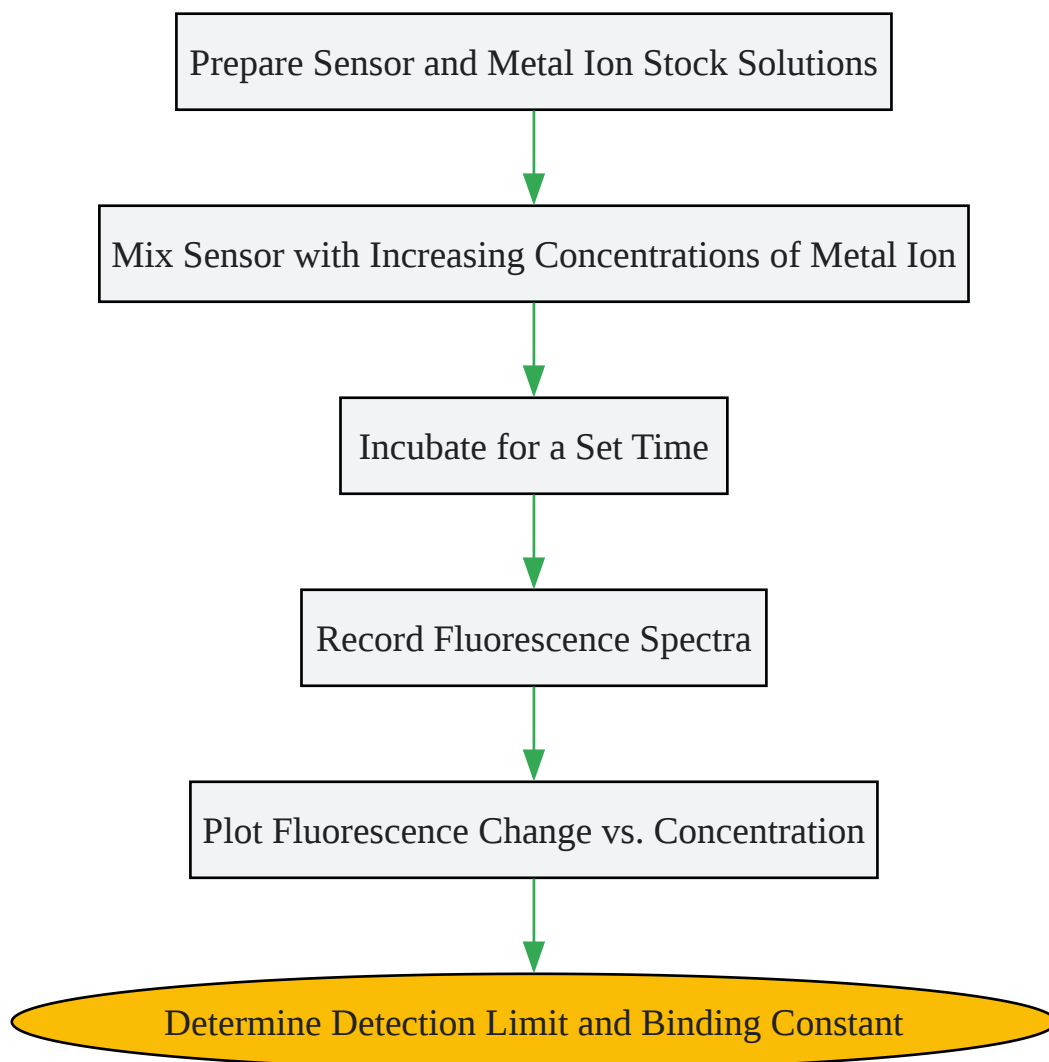 Prepare Sensor and Metal Ion Stock Solutions
Mix Sensor with Increasing Concentrations of Metal Ion
Incubate for a Set Time
Record Fluorescence Spectra
Plot Fluorescence Change vs. Concentration
Determine Detection Limit and Binding Constant